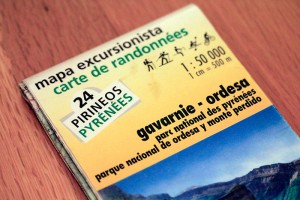 mapa excursionista
carte de randonnées
24
PIRINEOS
PYRÉNÉES
1:50 000
1 cm = 500 m
gavarnie - ordesa
parc national des pyrénées
parque nacional de ordesa y monte perdido